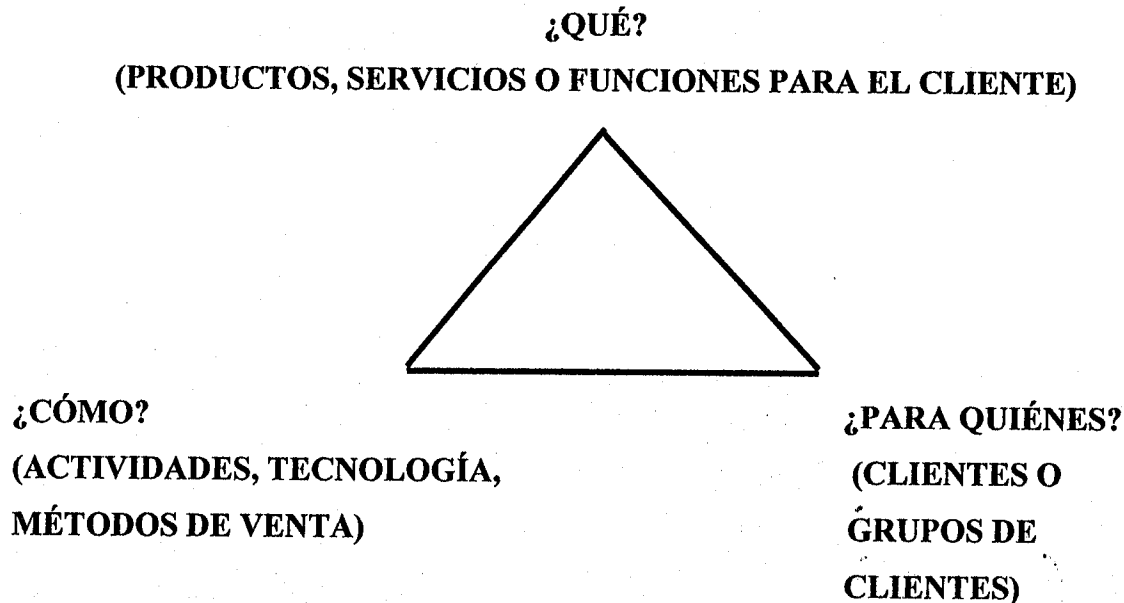 ¿QUÉ?
(PRODUCTOS, SERVICIOS O FUNCIONES PARA EL CLIENTE)
¿CÓMO?
(ACTIVIDADES, TECNOLOGÍA,
MÉTODOS DE VENTA)
¿PARA QUIÉNES?
(CLIENTES O
GRUPOS DE
CLIENTES)